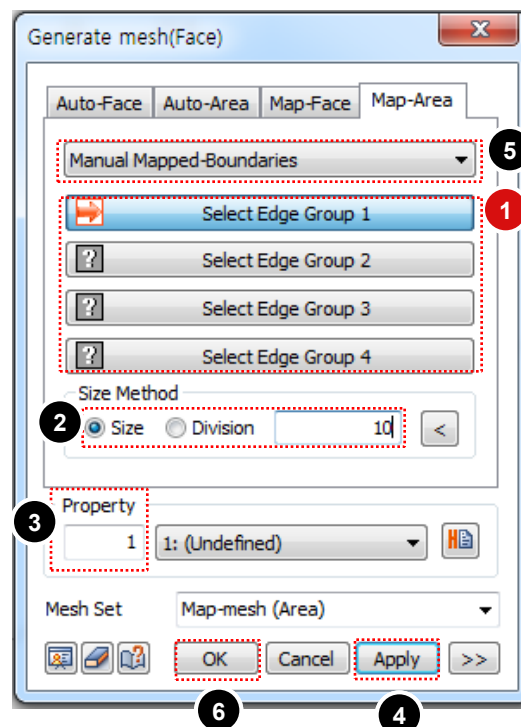 Generate mesh(Face)
Auto-Face Auto-Area Map-Face Map-Area
Manual Mapped-Boundaries
5
Select Edge Group 1
1
? Select Edge Group 2
? Select Edge Group 3
? Select Edge Group 4
Size Method
2
Size Division 10 <
Property
3
1 1: (Undefined) H
Mesh Set Map-mesh (Area)
OK Cancel Apply >>
6 4